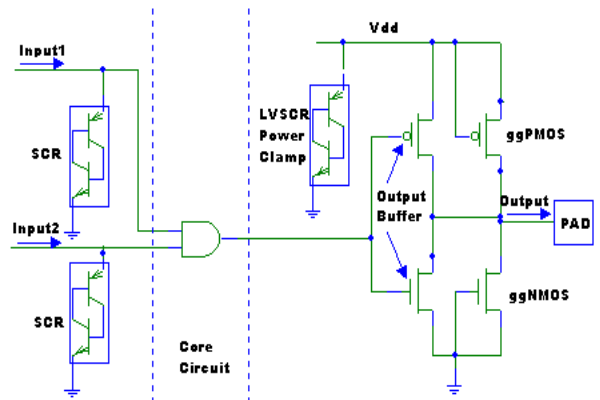 Input1
SCR
Input2
SCR
Core
Circuit
LVSCR
Power
Clamp
Vdd
Output
Buffer
ggPMOS
Output
PAD
ggNMOS